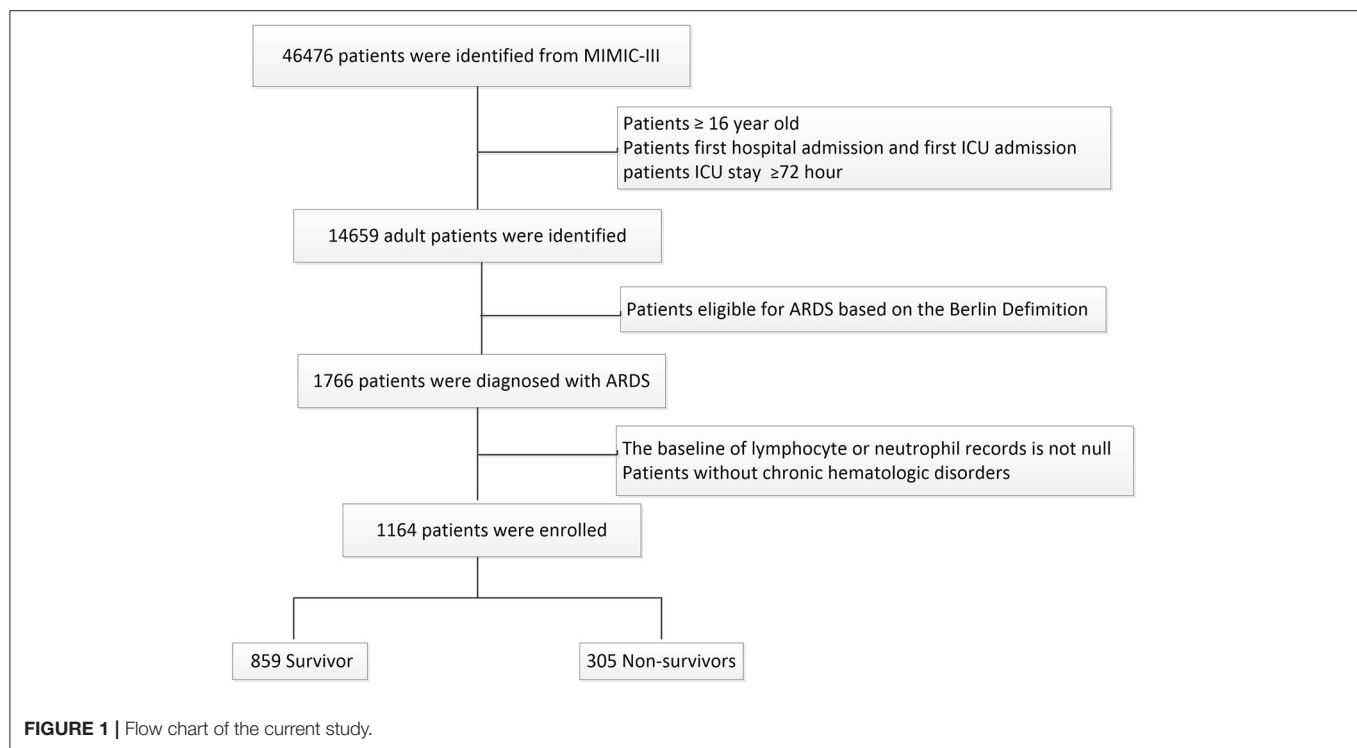 46476 patients were identified from MIMIC-III
Patients ≥ 16 year old
Patients first hospital admission and first ICU admission
patients ICU stay ≥72 hour
14659 adult patients were identified
Patients eligible for ARDS based on the Berlin Defimition
1766 patients were diagnosed with ARDS
The baseline of lymphocyte or neutrophil records is not null
Patients without chronic hematologic disorders
1164 patients were enrolled
859 Survivor
305 Non-survivors
FIGURE 1 | Flow chart of the current study.